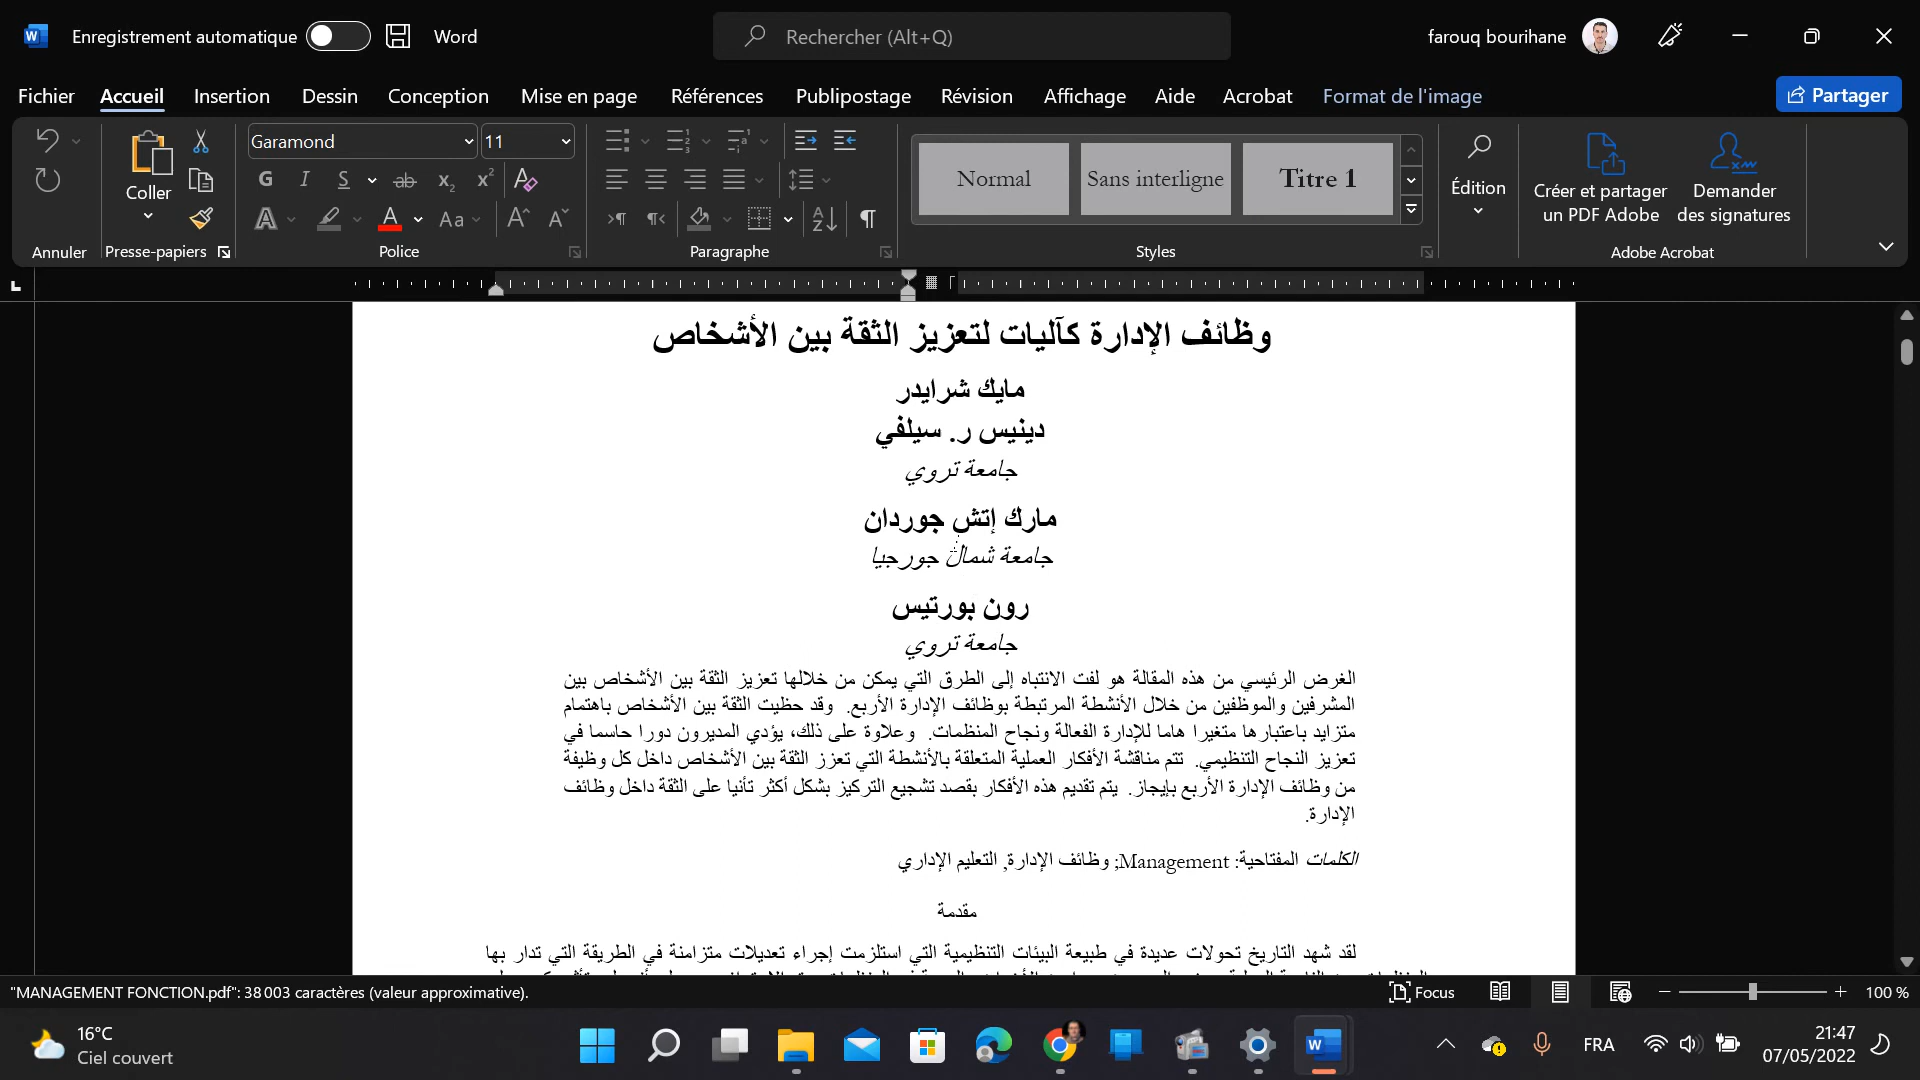 Enregistrement automatique
Word
Rechercher (Alt+Q)
farouq bourihane
Fichier
Accueil
Insertion
Dessin
Conception
Mise en page
Références
Publipostage
Révision
Affichage
Aide
Acrobat
Format de l'image
Partager
Coller
Garamond
11
G I S ab x₂ x² A
A A Aa A A
Normal
Sans interligne
Titre 1
Édition
Créer et partager
un PDF Adobe
Demander
des signatures
Annuler
Presse-papiers
Police
Paragraphe
Styles
Adobe Acrobat
وظائف الإدارة كآليات لتعزيز الثقة بين الأشخاص
مايك شرايدر
دينيس ر. سيلفي
جامعة تروي
مارك إتش جوردان
جامعة شمال جورجيا
رون بورتيس
جامعة تروي
الغرض الرئيسي من هذه المقالة هو لفت الانتباه إلى الطرق التي يمكن من خلالها تعزيز الثقة بين الأشخاص بين
المشرفين والموظفين من خلال الأنشطة المرتبطة بوظائف الإدارة الأربع. وقد حظيت الثقة بين الأشخاص باهتمام
متزايد باعتبارها متغيرا هاما للإدارة الفعالة ونجاح المنظمات. وعلاوة على ذلك، يؤدي المديرون دورا حاسما في
تعزيز النجاح التنظيمي. تتم مناقشة الأفكار العملية المتعلقة بالأنشطة التي تعزز الثقة بين الأشخاص داخل كل وظيفة
من وظائف الإدارة الأربع بإيجاز. يتم تقديم هذه الأفكار بقصد تشجيع التركيز بشكل أكثر تأنيا على الثقة داخل وظائف
الإدارة.
الكلمات المفتاحية: Management; وظائف الإدارة, التعليم الإداري
مقدمة
لقد شهد التاريخ تحولات عديدة في طبيعة البيئات التنظيمية التي استلزمت إجراء تعديلات متزامنة في الطريقة التي تدار بها
"MANAGEMENT FONCTION.pdf": 38 003 caractères (valeur approximative).
Focus
100 %
16°C
Ciel couvert
FRA
21:47
07/05/2022